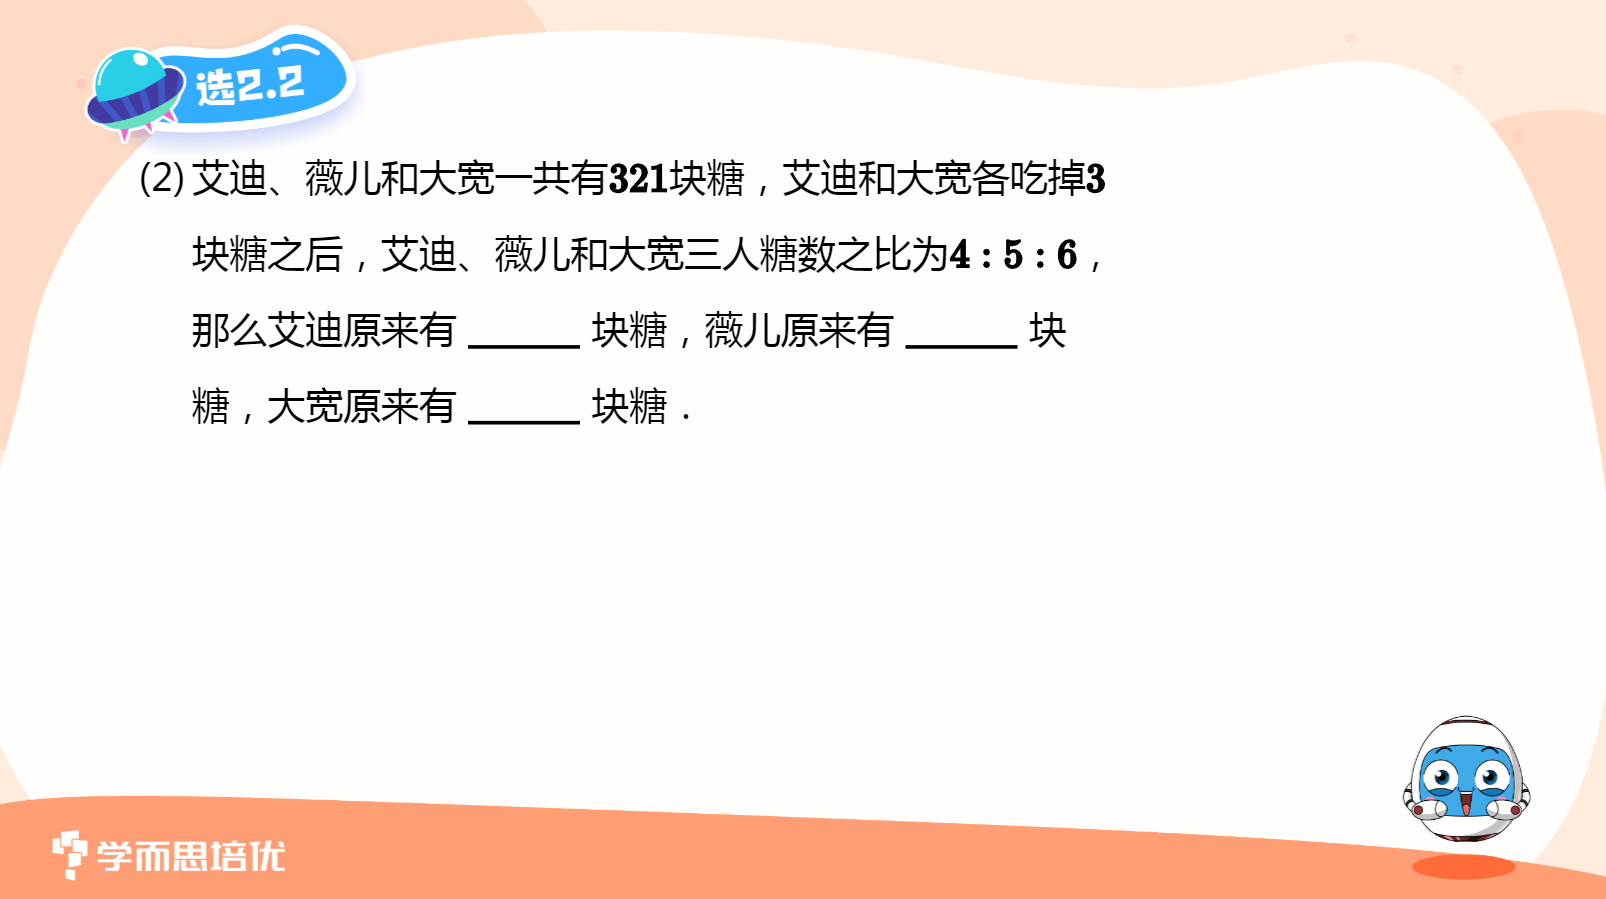 选2.2
(2) 艾迪、薇儿和大宽一共有321块糖，艾迪和大宽各吃掉3
块糖之后，艾迪、薇儿和大宽三人糖数之比为4 : 5 : 6，
那么艾迪原来有 ______ 块糖，薇儿原来有 ______ 块
糖，大宽原来有 ______ 块糖．
学而思培优